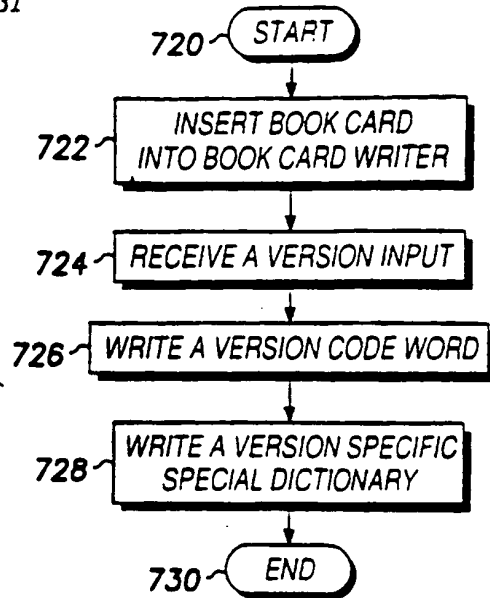 31
720 START
722 INSERT BOOK CARD
INTO BOOK CARD WRITER
724 RECEIVE A VERSION INPUT
726 WRITE A VERSION CODE WORD
728 WRITE A VERSION SPECIFIC
SPECIAL DICTIONARY
730 END